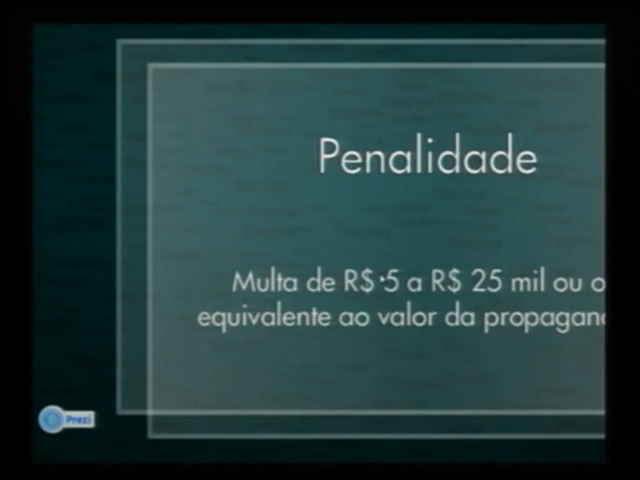 Penalidade
Multa de R$ 5 a R$ 25 mil ou o
equivalente ao valor da propagan
Prezi